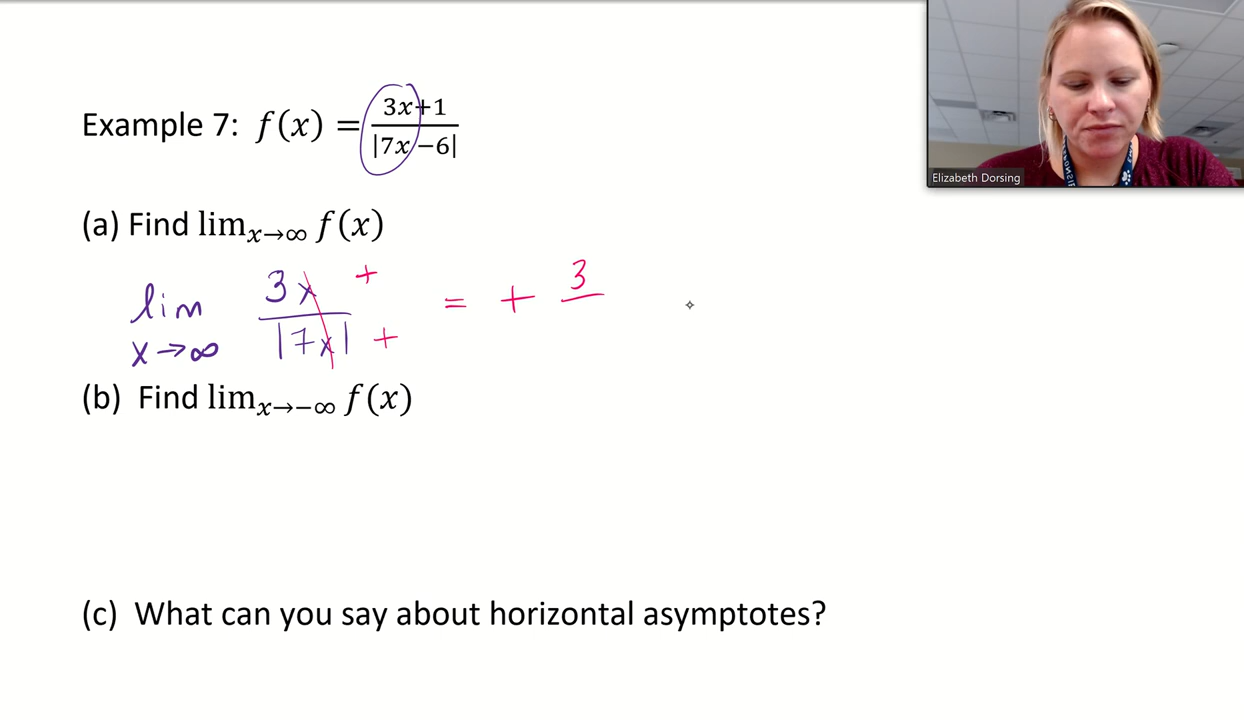 Example 7: f(x) = (3x+1)/|7x−6|
(a) Find lim_{x→∞} f(x)
lim_{x→∞} 3x/|7x| + + = + 3
(b) Find lim_{x→−∞} f(x)
(c) What can you say about horizontal asymptotes?
Elizabeth Dorsing